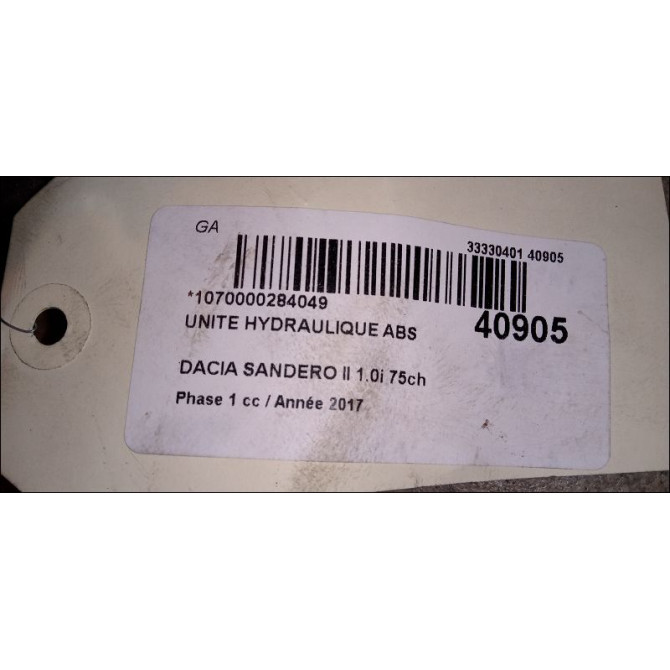 GA
33330401 40905
*1070000284049
UNITE HYDRAULIQUE ABS 40905
DACIA SANDERO II 1.0i 75ch
Phase 1 cc / Année 2017